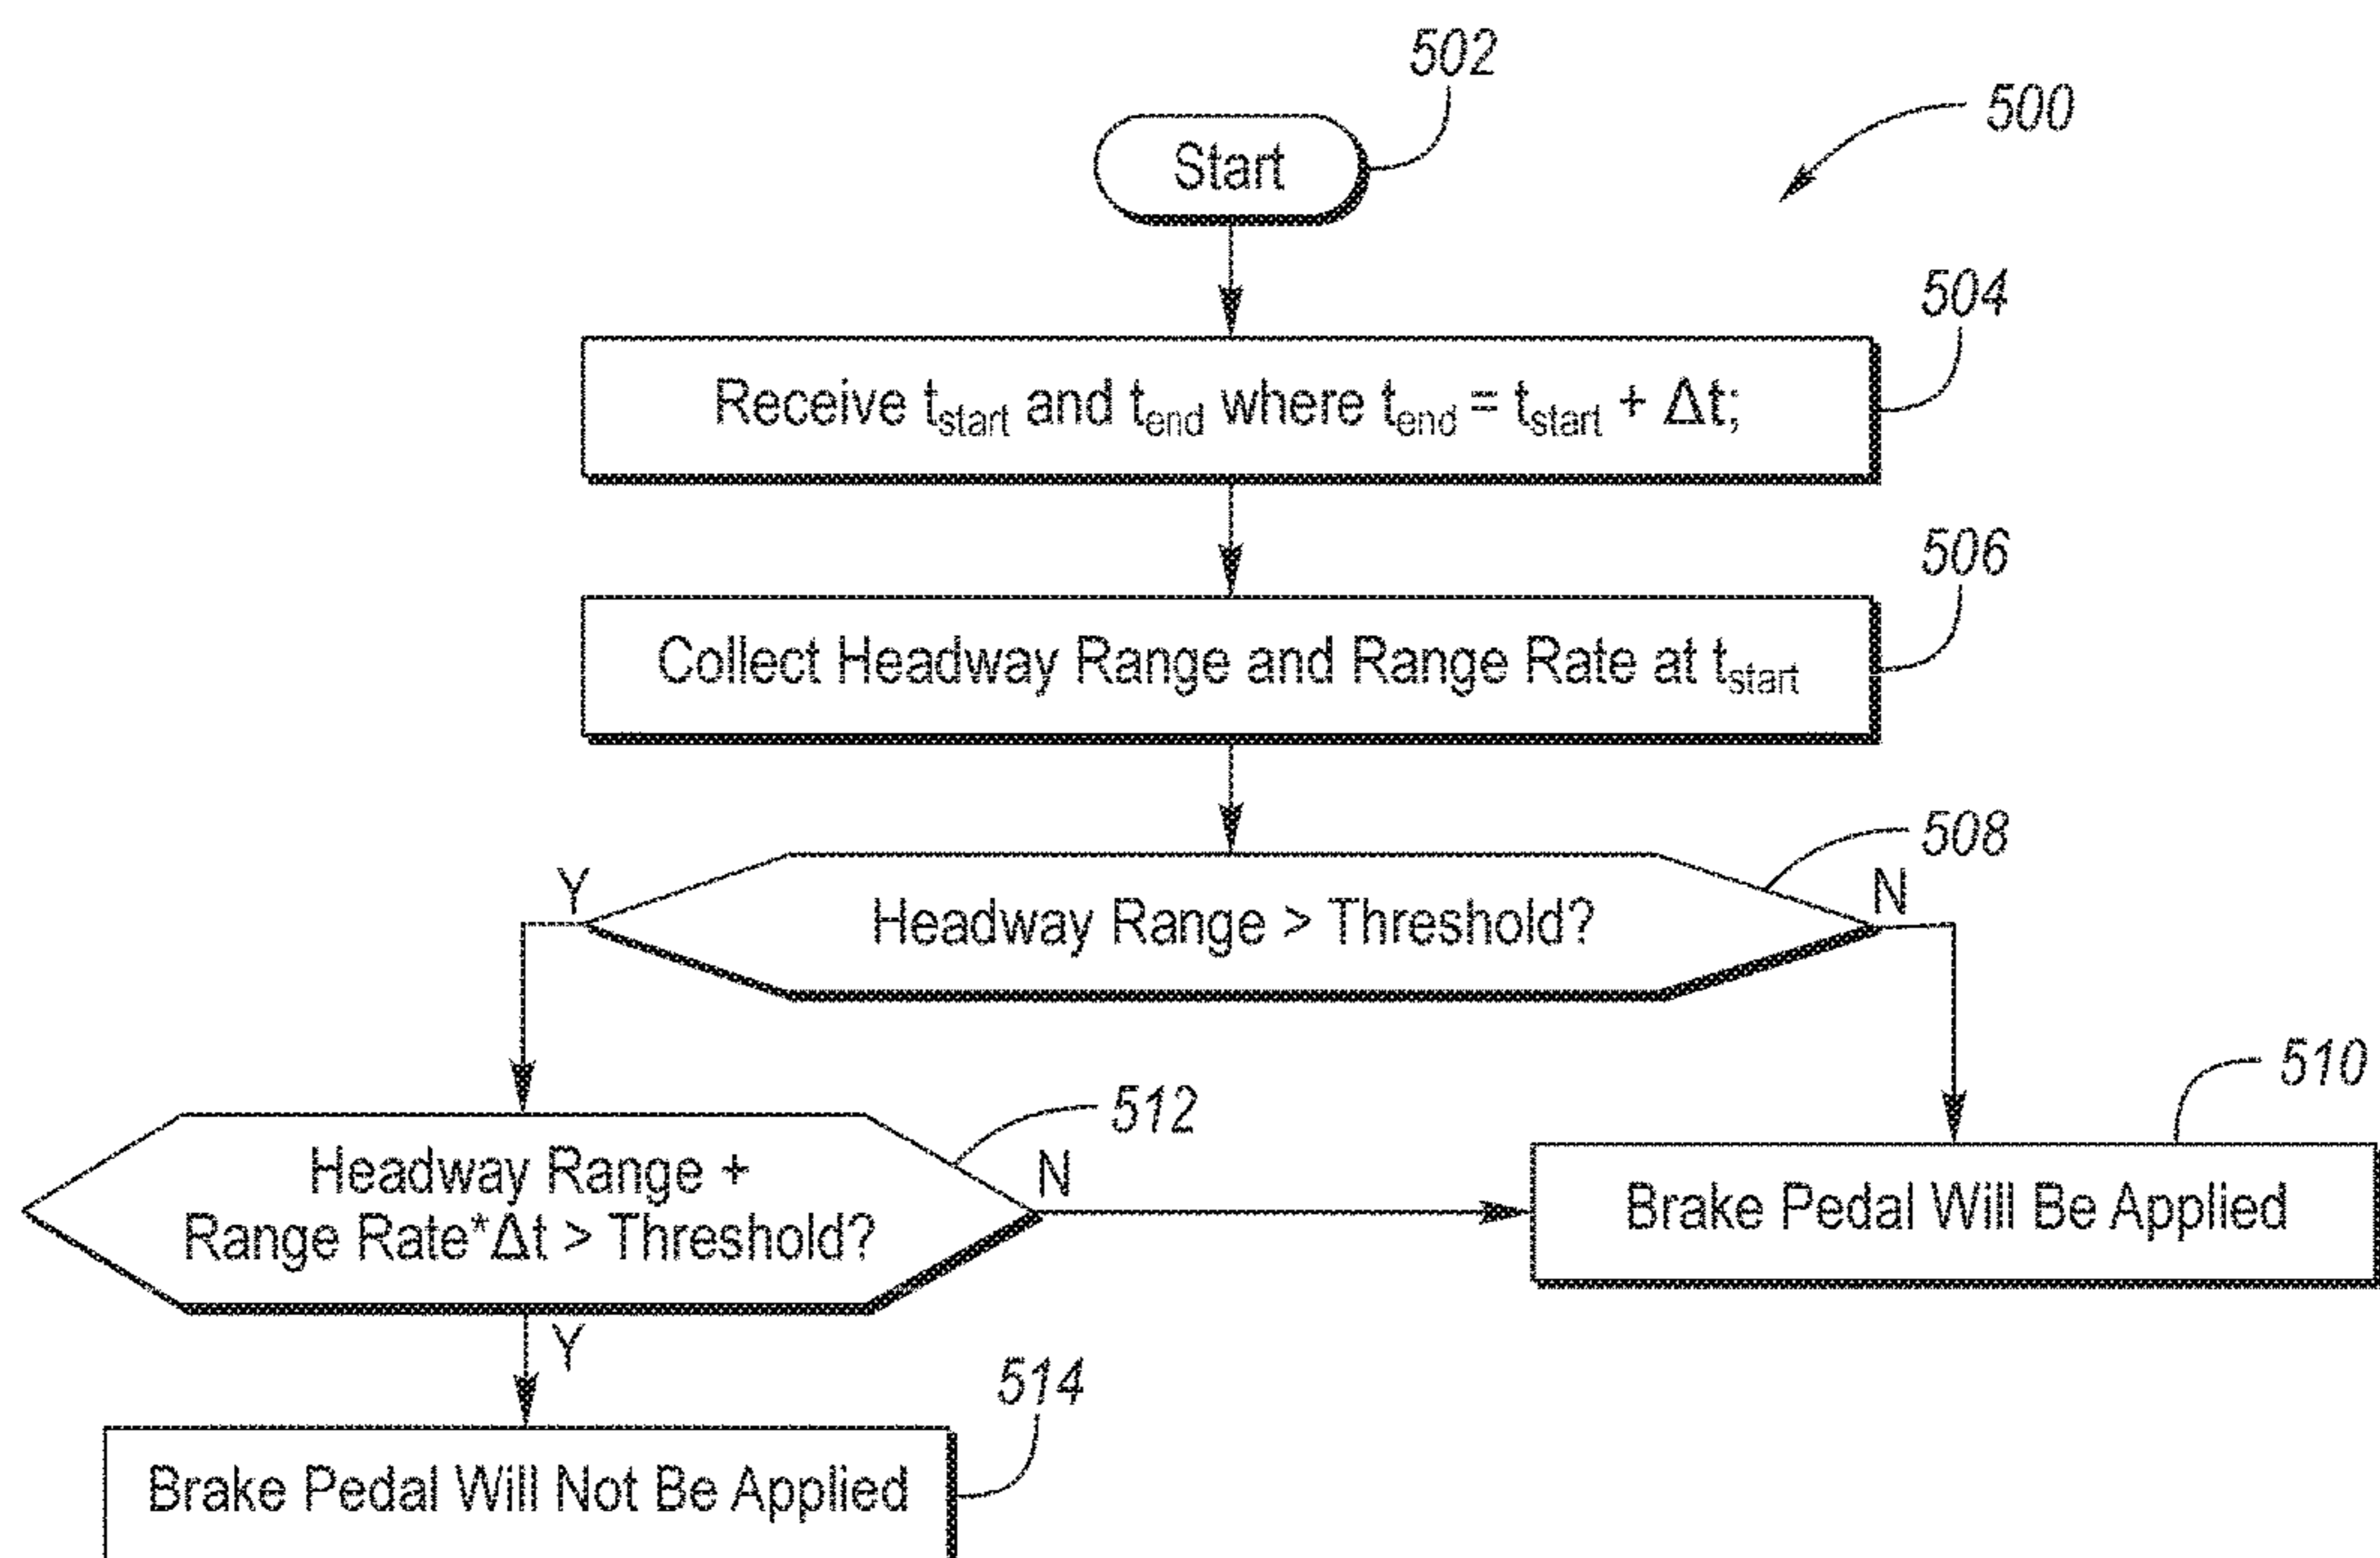 502
500
Start
504
Receive tstart and tend where tend = tstart + Δt;
506
Collect Headway Range and Range Rate at tstart
508
Y
N
Headway Range > Threshold?
510
512
Headway Range +
Range Rate*Δt > Threshold?
N
Brake Pedal Will Be Applied
Y
514
Brake Pedal Will Not Be Applied